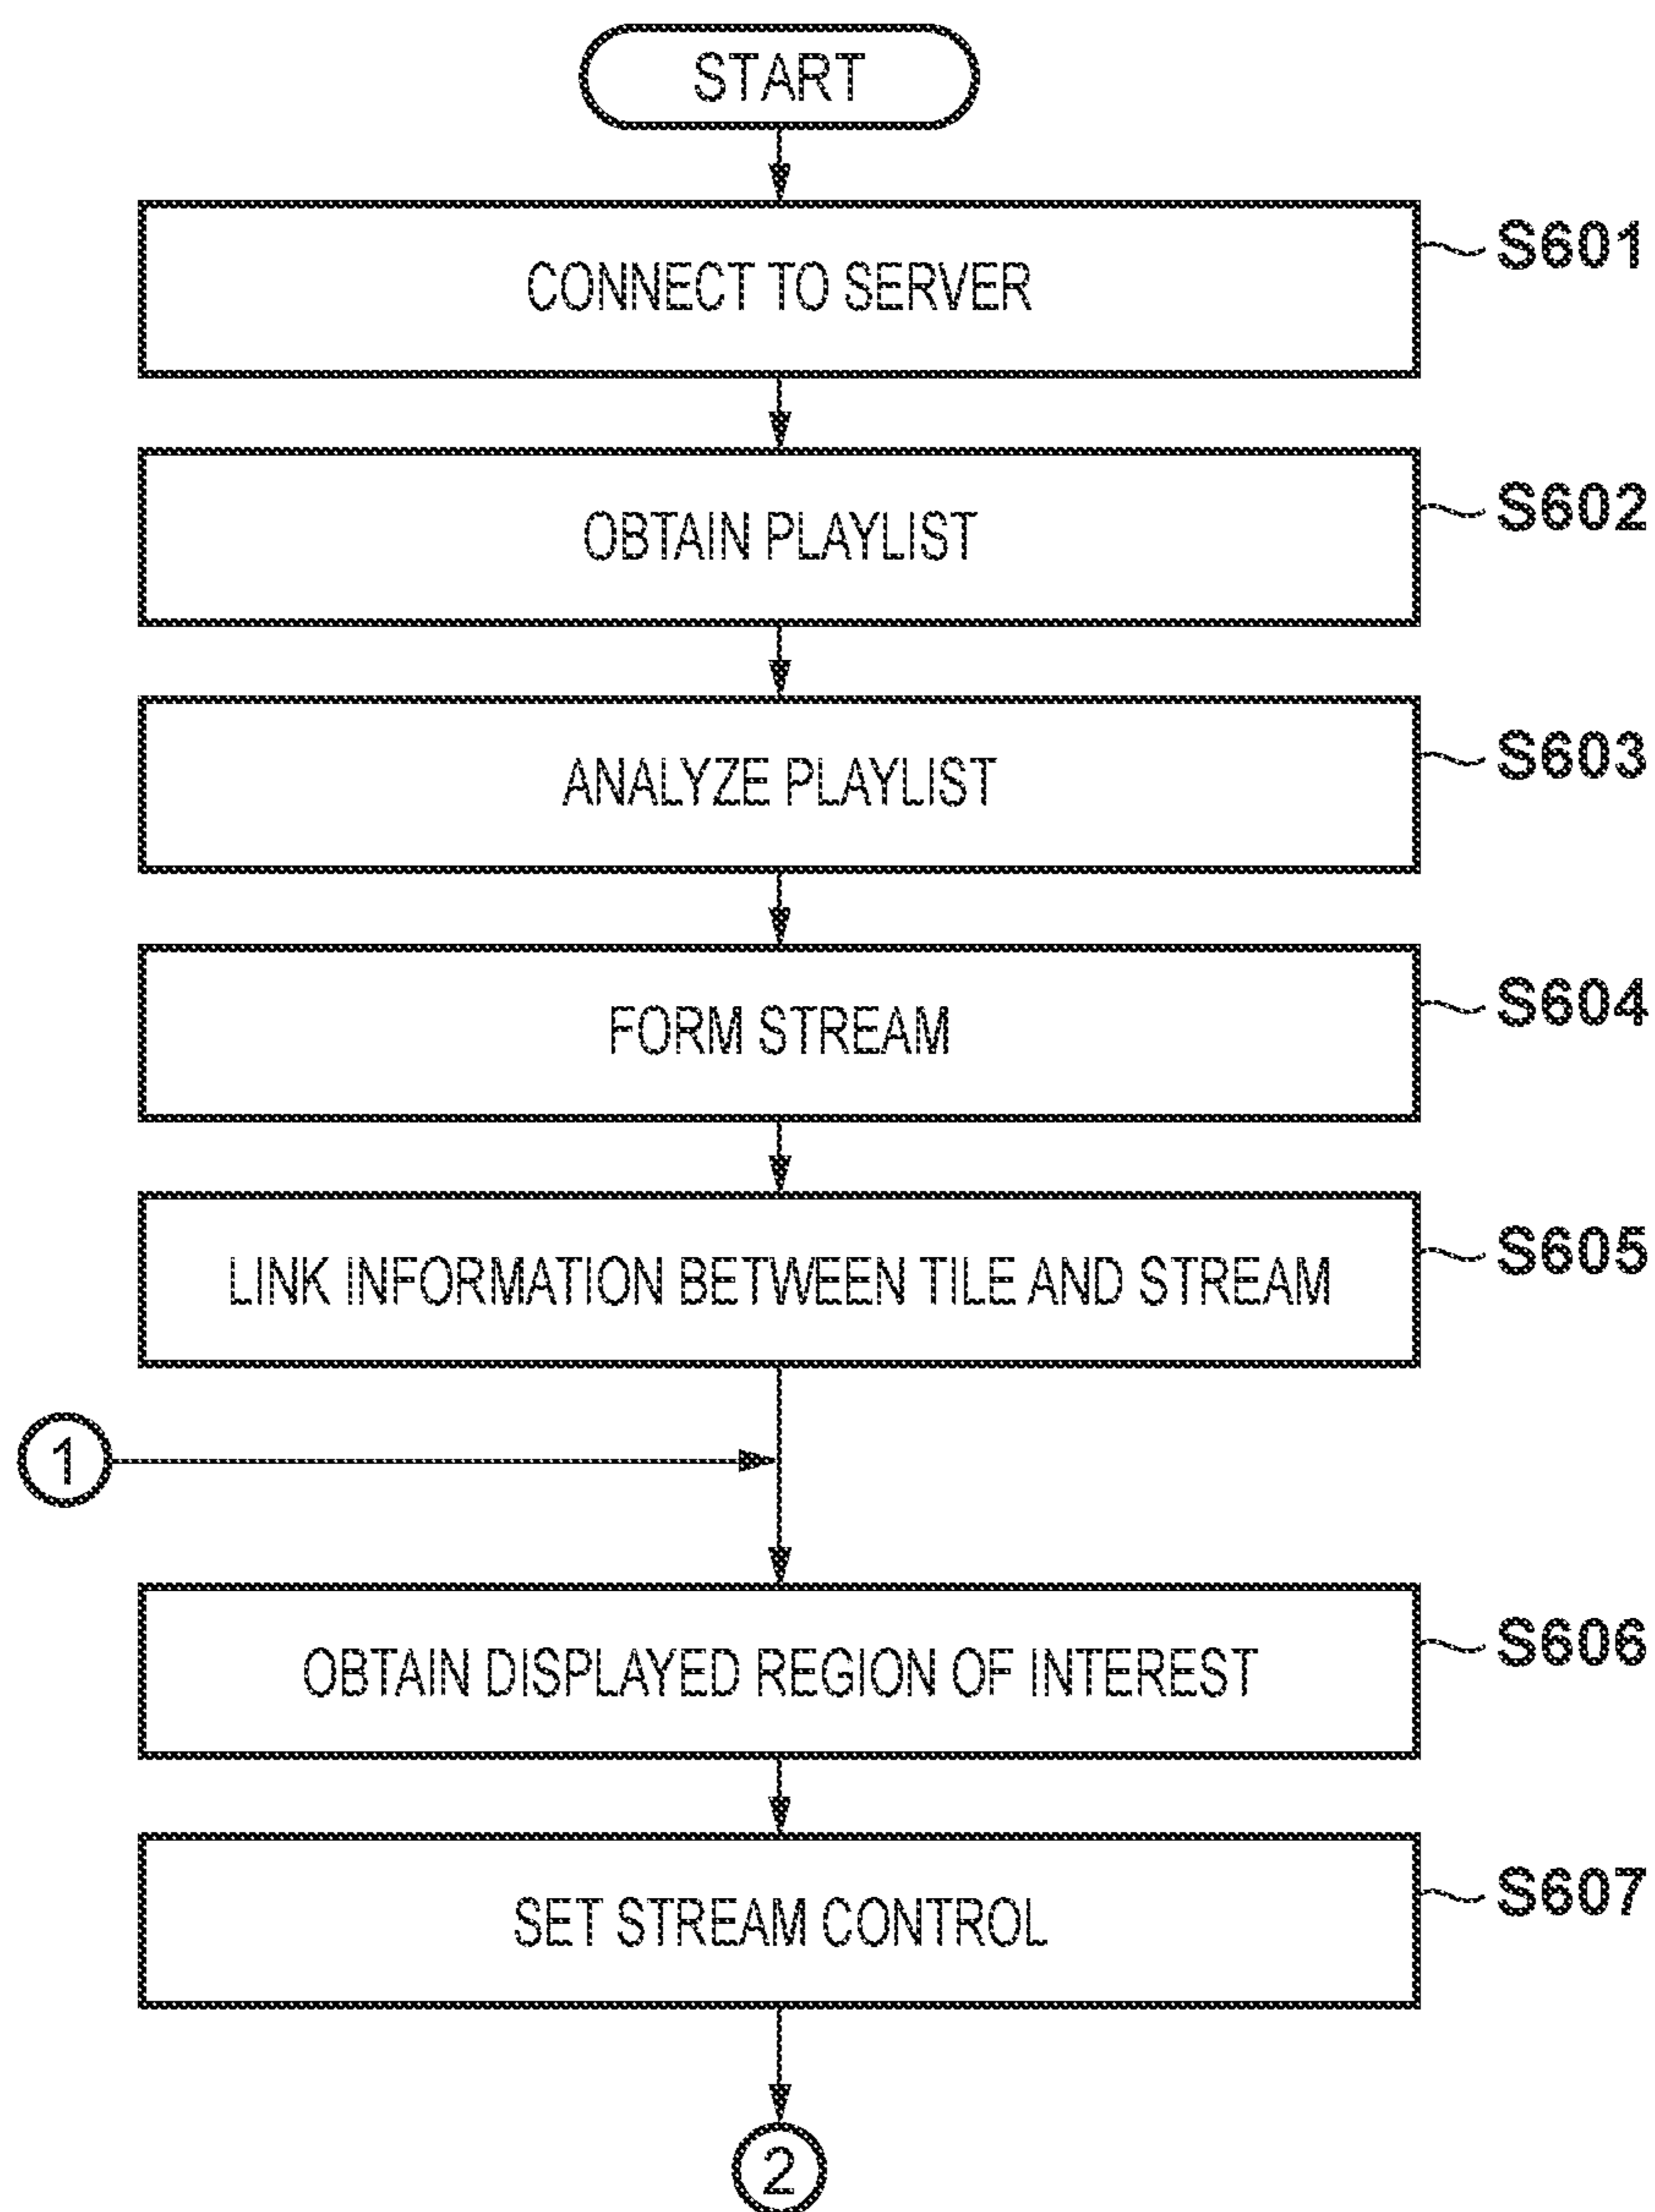 START
CONNECT TO SERVER
S601
OBTAIN PLAYLIST
S602
ANALYZE PLAYLIST
S603
FORM STREAM
S604
LINK INFORMATION BETWEEN TILE AND STREAM
S605
1
OBTAIN DISPLAYED REGION OF INTEREST
S606
SET STREAM CONTROL
S607
2